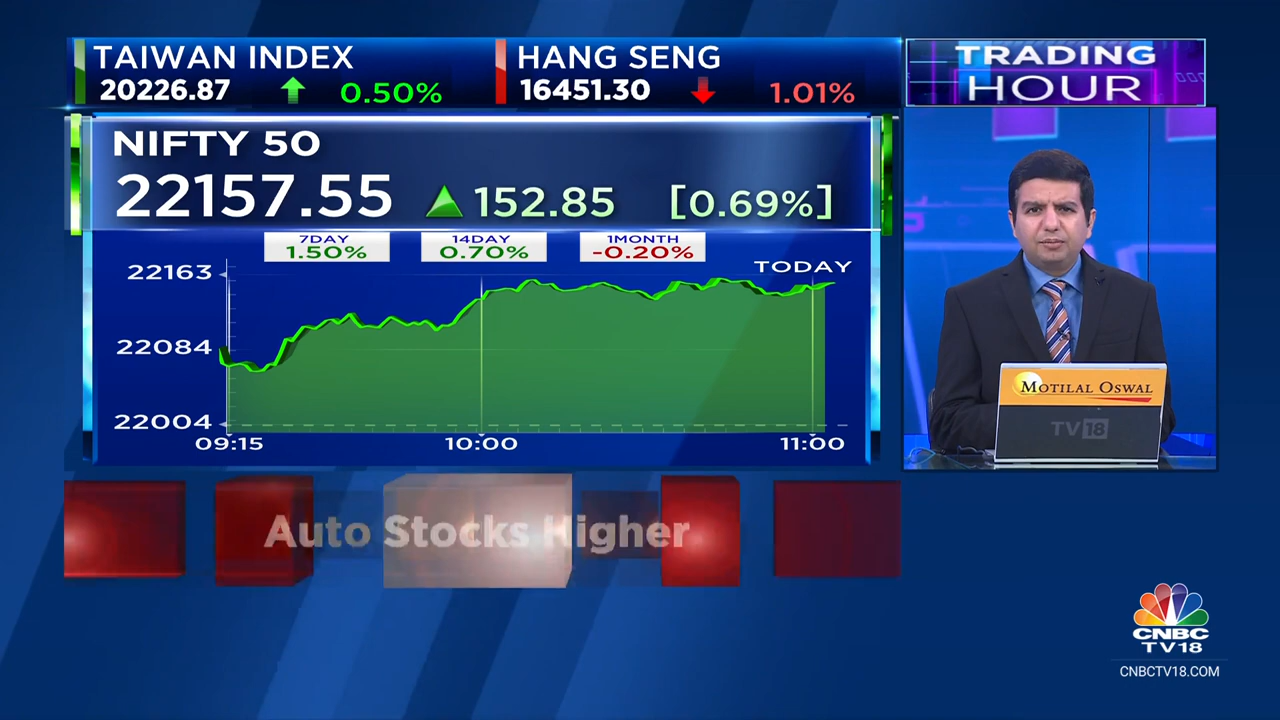 TAIWAN INDEX
20226.87 0.50%
HANG SENG
16451.30 1.01%
TRADING
HOUR
NIFTY 50
22157.55 152.85 [0.69%]
7DAY
1.50%
14DAY
0.70%
1MONTH
-0.20%
TODAY
22163
22084
22004
09:15 10:00 11:00
MOTILAL OSWAL
TV18
Auto Stocks Higher
CNBC
TV18
CNBCTV18.COM